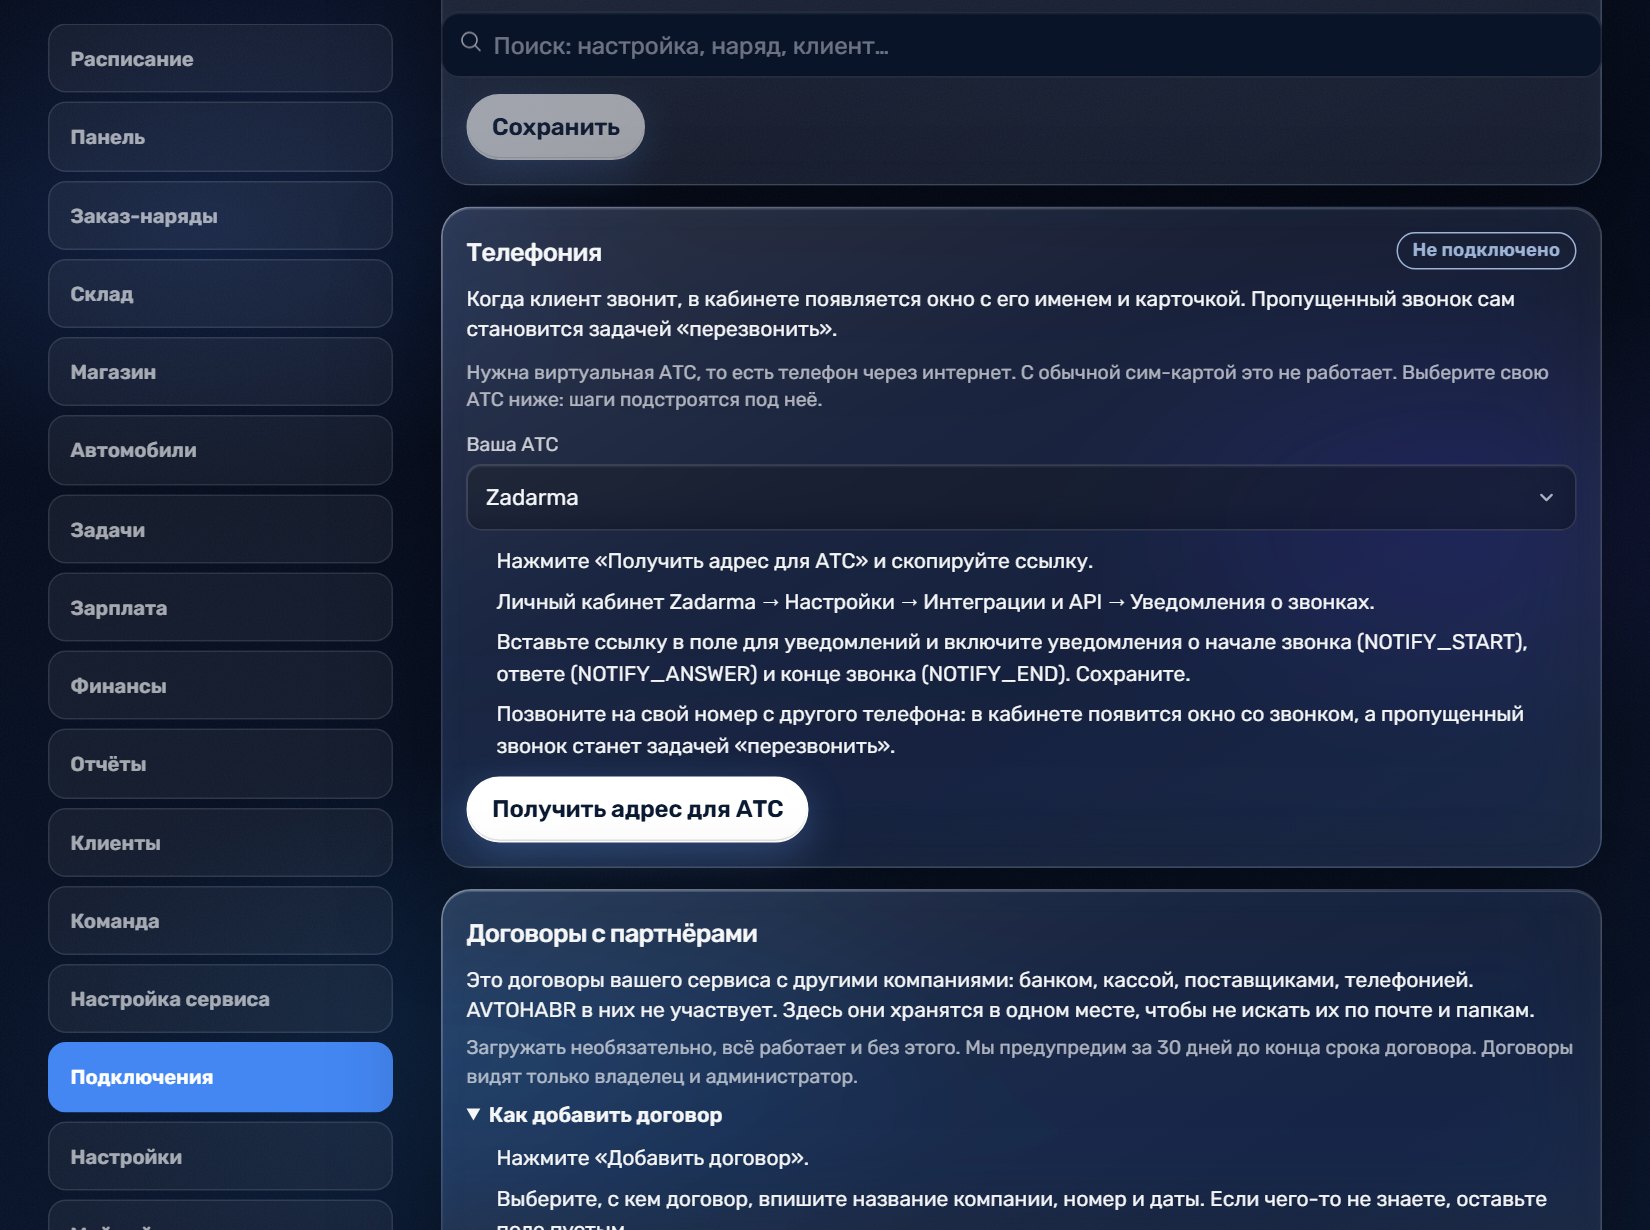 Расписание
Панель
Заказ-наряды
Склад
Магазин
Автомобили
Задачи
Зарплата
Финансы
Отчёты
Клиенты
Команда
Настройка сервиса
Подключения
Настройки
Поиск: настройка, наряд, клиент...
Сохранить
Телефония
Не подключено
Когда клиент звонит, в кабинете появляется окно с его именем и карточкой. Пропущенный звонок сам
становится задачей «перезвонить».
Нужна виртуальная АТС, то есть телефон через интернет. С обычной сим-картой это не работает. Выберите свою
АТС ниже: шаги подстроятся под неё.
Ваша АТС
Zadarma
Нажмите «Получить адрес для АТС» и скопируйте ссылку.
Личный кабинет Zadarma → Настройки → Интеграции и API → Уведомления о звонках.
Вставьте ссылку в поле для уведомлений и включите уведомления о начале звонка (NOTIFY_START),
ответе (NOTIFY_ANSWER) и конце звонка (NOTIFY_END). Сохраните.
Позвоните на свой номер с другого телефона: в кабинете появится окно со звонком, а пропущенный
звонок станет задачей «перезвонить».
Получить адрес для АТС
Договоры с партнёрами
Это договоры вашего сервиса с другими компаниями: банком, кассой, поставщиками, телефонией.
AVTOHABR в них не участвует. Здесь они хранятся в одном месте, чтобы не искать их по почте и папкам.
Загружать необязательно, всё работает и без этого. Мы предупредим за 30 дней до конца срока договора. Договоры
видят только владелец и администратор.
▼ Как добавить договор
Нажмите «Добавить договор».
Выберите, с кем договор, впишите название компании, номер и даты. Если чего-то не знаете, оставьте
поле пустым.